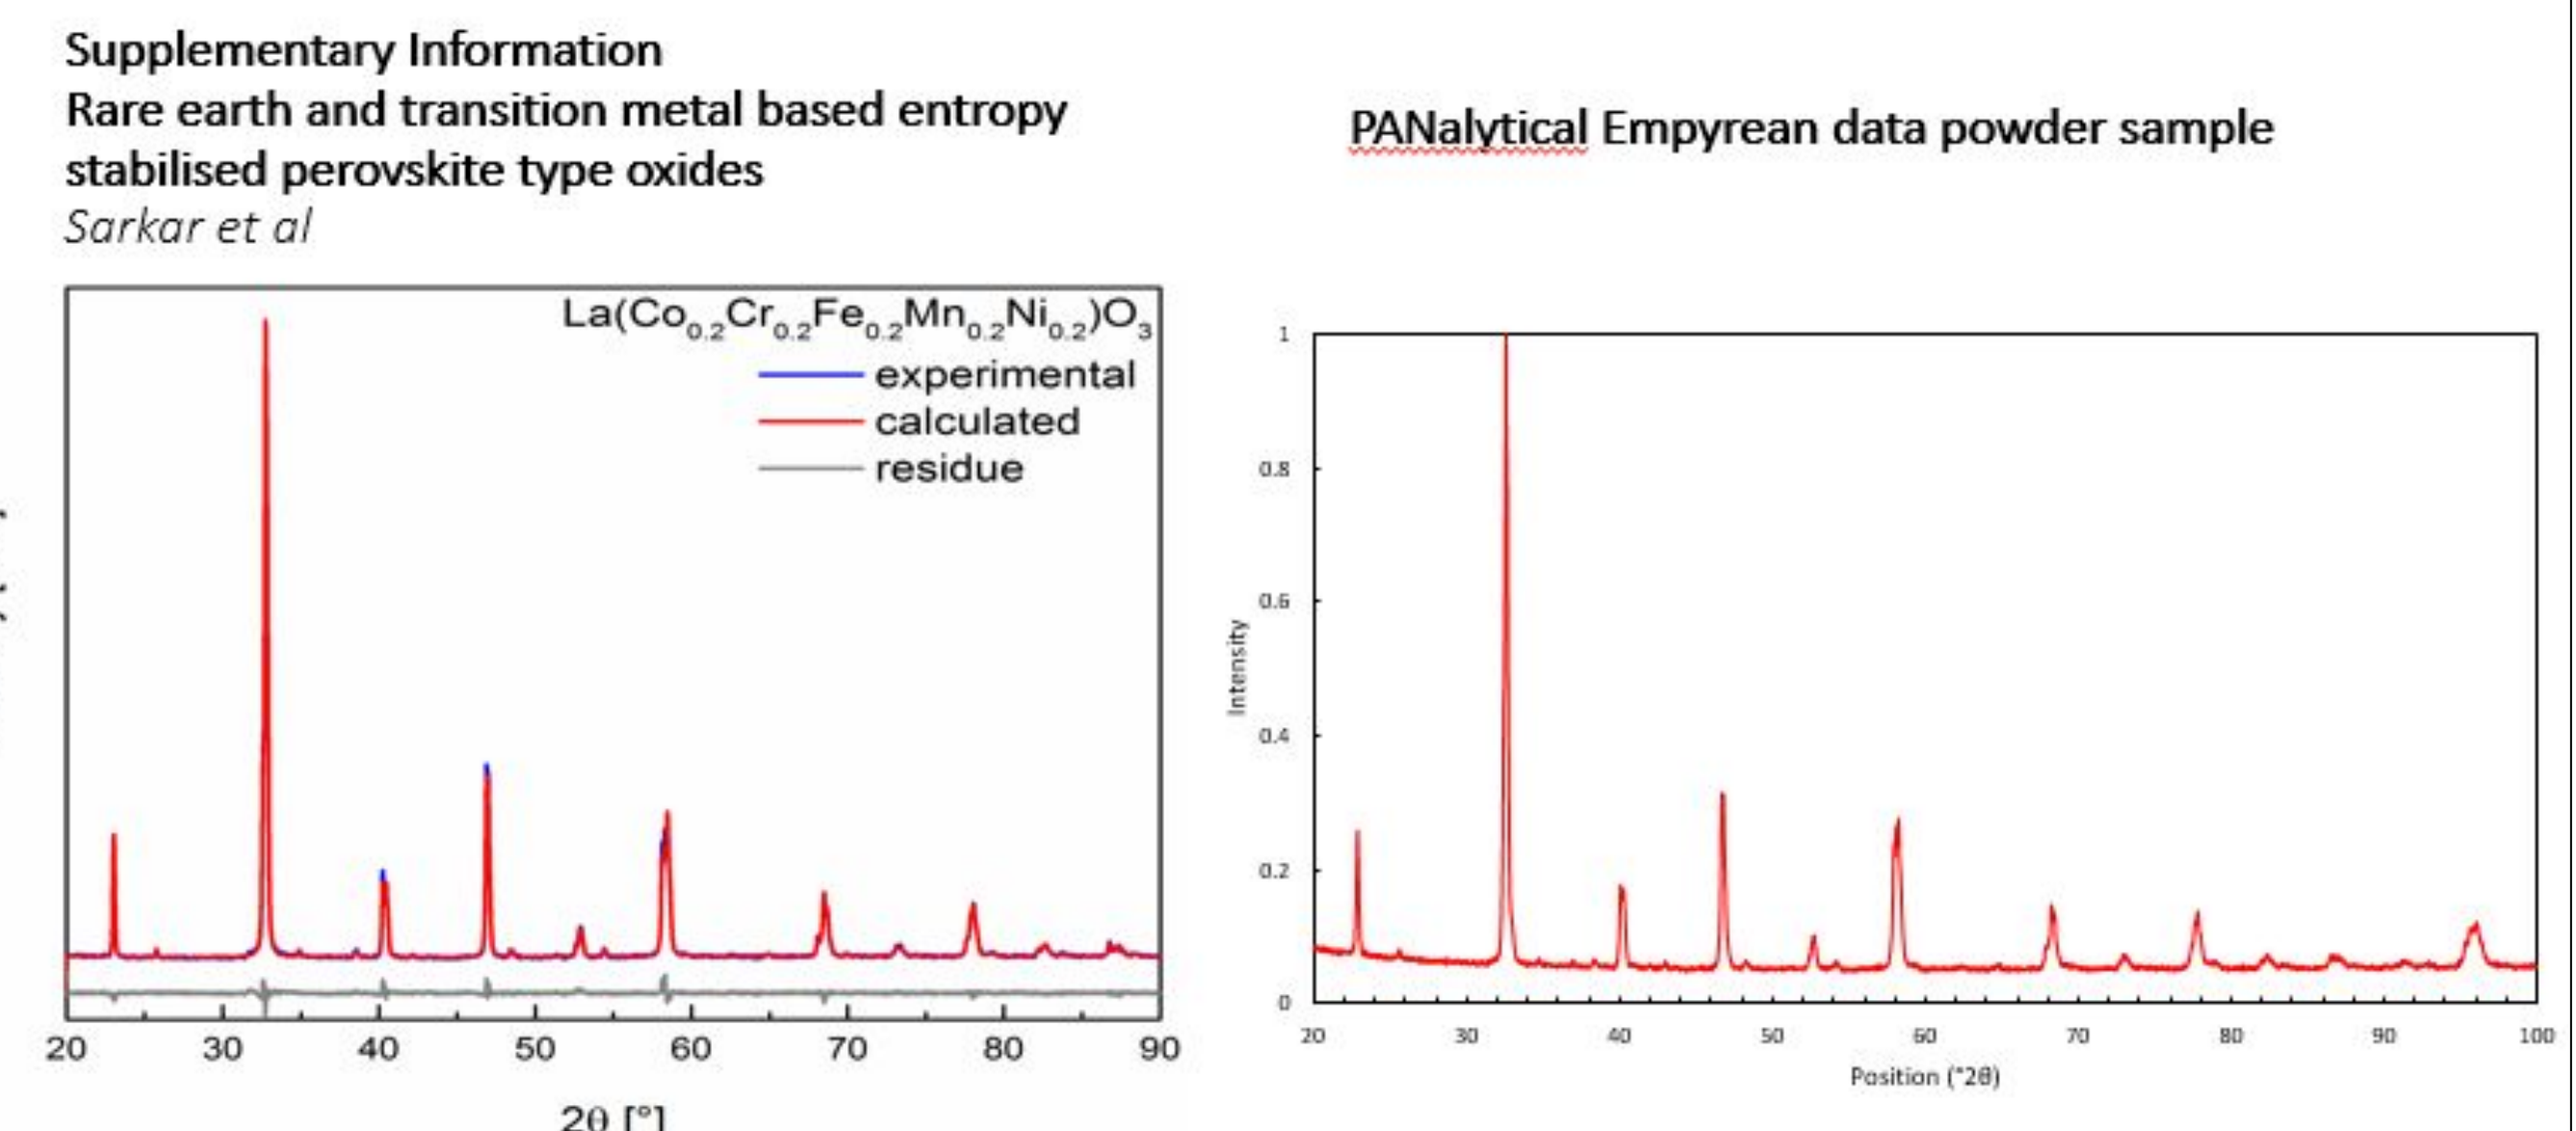 Supplementary Information
Rare earth and transition metal based entropy
stabilised perovskite type oxides
Sarkar et al
La(Co0.2Cr0.2Fe0.2Mn0.2Ni0.2)O3
experimental
calculated
residue
20 30 40 50 60 70 80 90
2θ [°]
PANalytical Empyrean data powder sample
1
0.8
0.6
0.4
0.2
0
Intensity
20 30 40 50 60 70 80 90 100
Position (°2θ)